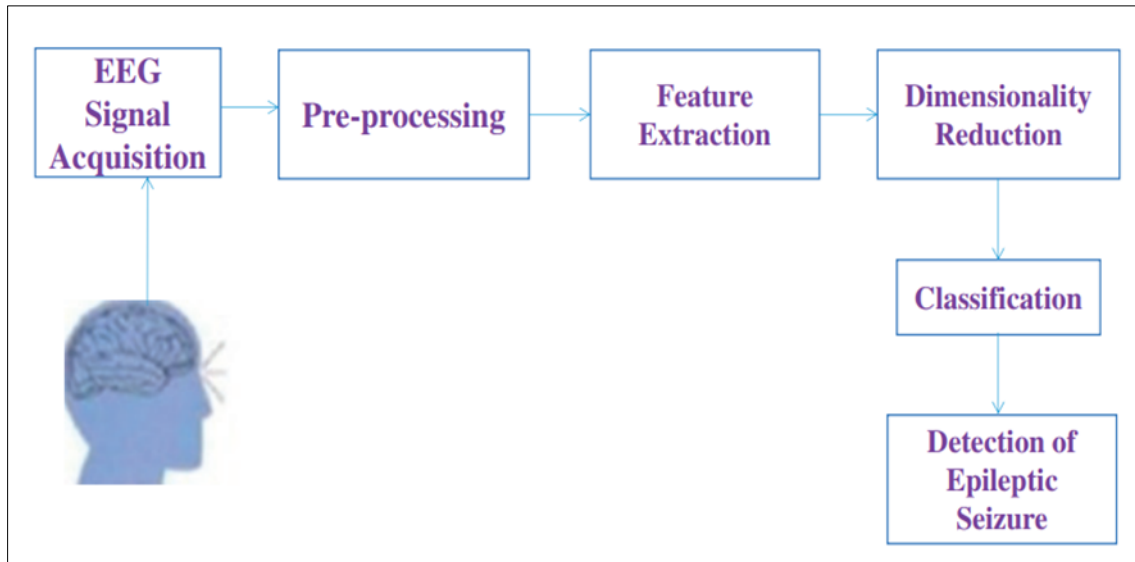 EEG
Signal
Acquisition
Pre-processing
Feature
Extraction
Dimensionality
Reduction
Classification
Detection of
Epileptic
Seizure